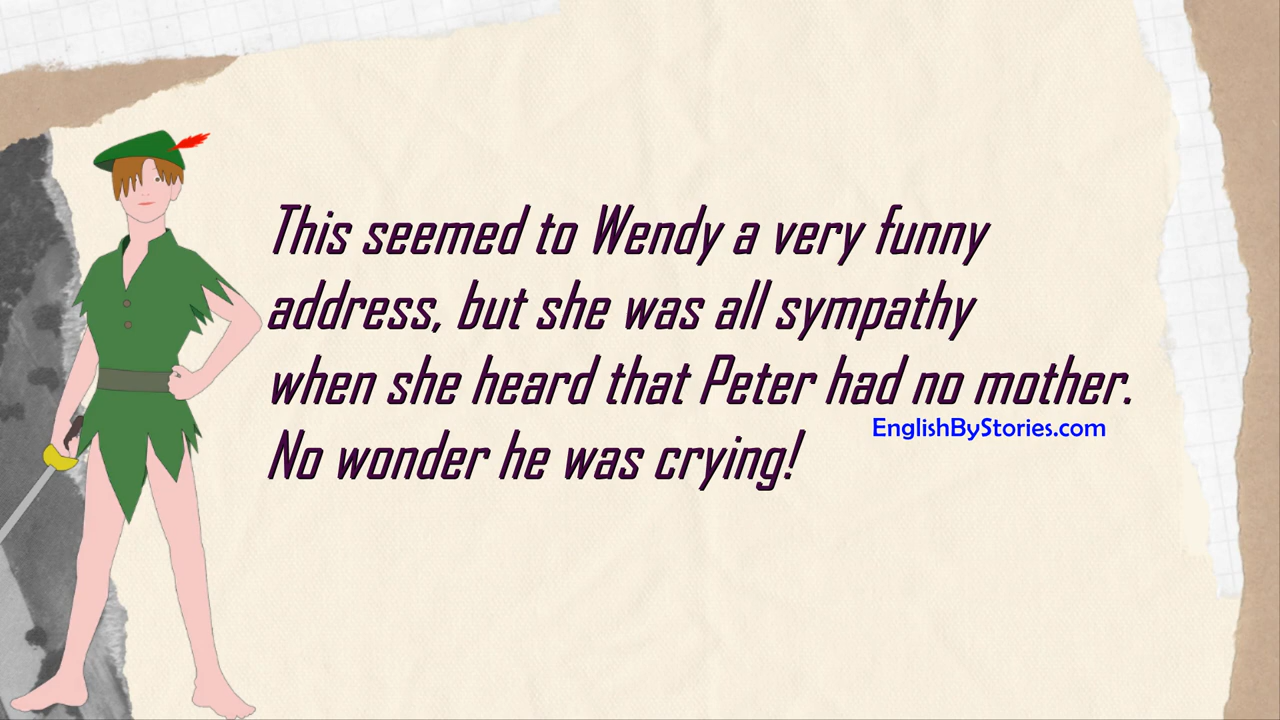 This seemed to Wendy a very funny
address, but she was all sympathy
when she heard that Peter had no mother.
EnglishByStories.com
No wonder he was crying!